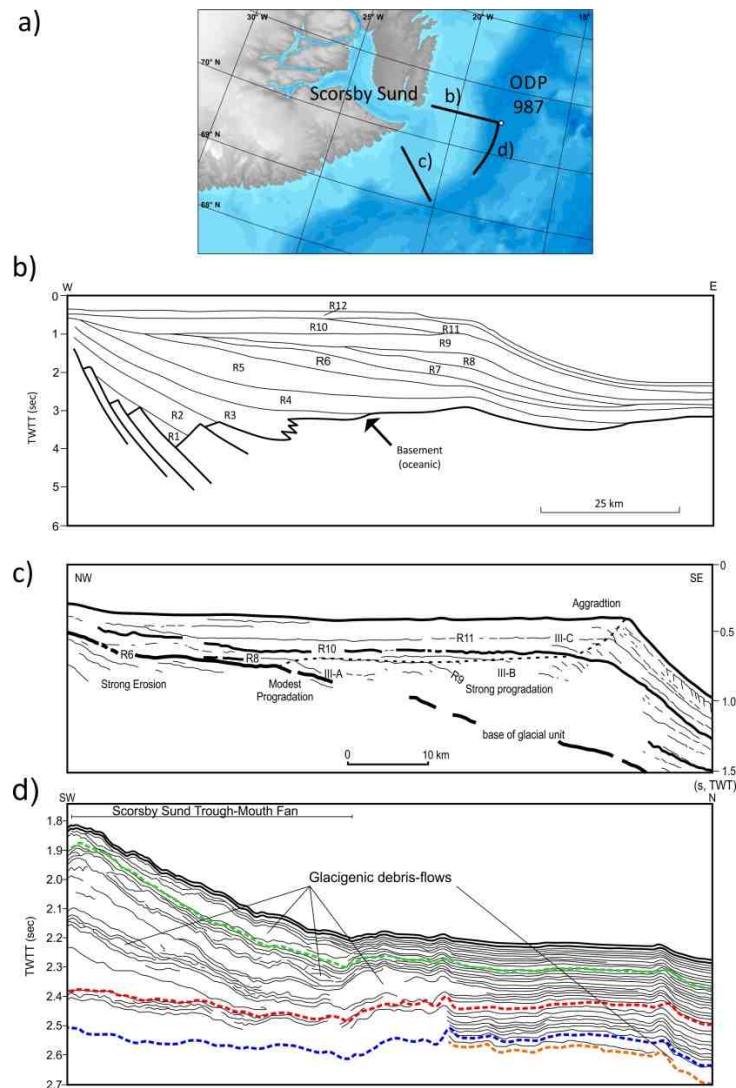 a)
30° W
25° W
20° W
15°
70° N
69° N
68° N
Scorsby Sund
ODP
987
b)
c)
d)
b)
W
E
0
1
2
3
4
5
6
TWTT (sec)
R12
R10
R11
R9
R6
R8
R5
R7
R4
R2
R3
R1
Basement
(oceanic)
25 km
c)
NW
SE
0
0.5
1.0
1.5
(s, TWT)
Aggradtion
R11
III-C
R10
R6
R8
III-A
R9
III-B
Strong Erosion
Modest
Progradation
Strong progradation
base of glacial unit
0
10 km
d)
SW
N
Scorsby Sund Trough-Mouth Fan
Glacigenic debris-flows
1.8
1.9
2.0
2.1
2.2
2.3
2.4
2.5
2.6
2.7
TWTT (sec)